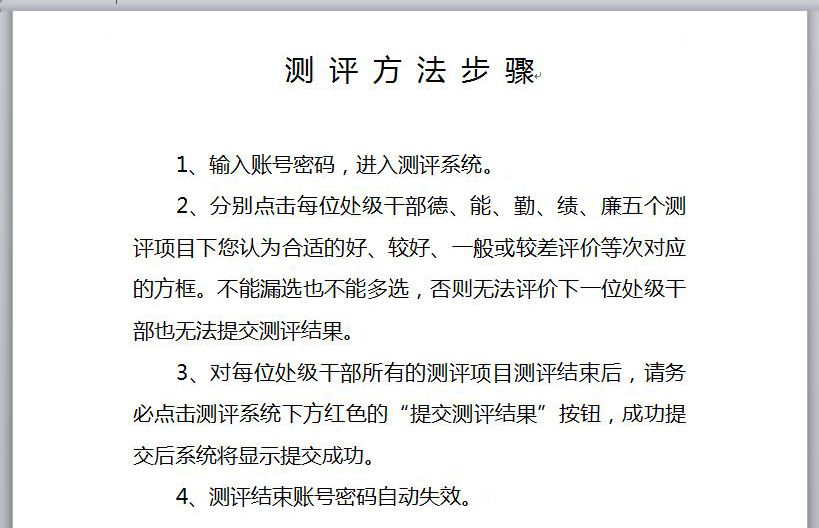 测评方法步骤
1、输入账号密码，进入测评系统。
2、分别点击每位处级干部德、能、勤、绩、廉五个测
评项目下您认为合适的好、较好、一般或较差评价等次对应
的方框。不能漏选也不能多选，否则无法评价下一位处级干
部也无法提交测评结果。
3、对每位处级干部所有的测评项目测评结束后，请务
必点击测评系统下方红色的“提交测评结果”按钮，成功提
交后系统将显示提交成功。
4、测评结束账号密码自动失效。